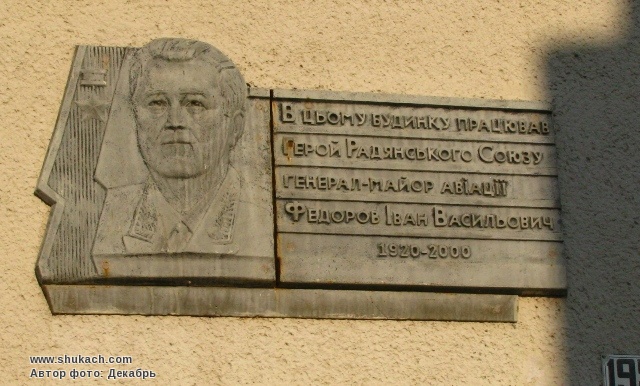 В цьому будинку працював
Герой Радянського Союзу
генерал-майор авіації
Федоров Іван Васильович
1920-2000
www.shukach.com
Автор фото: Декабрь
19